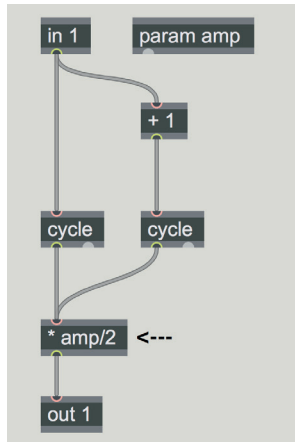 in 1
param amp
+ 1
cycle
cycle
* amp/2
<---
out 1